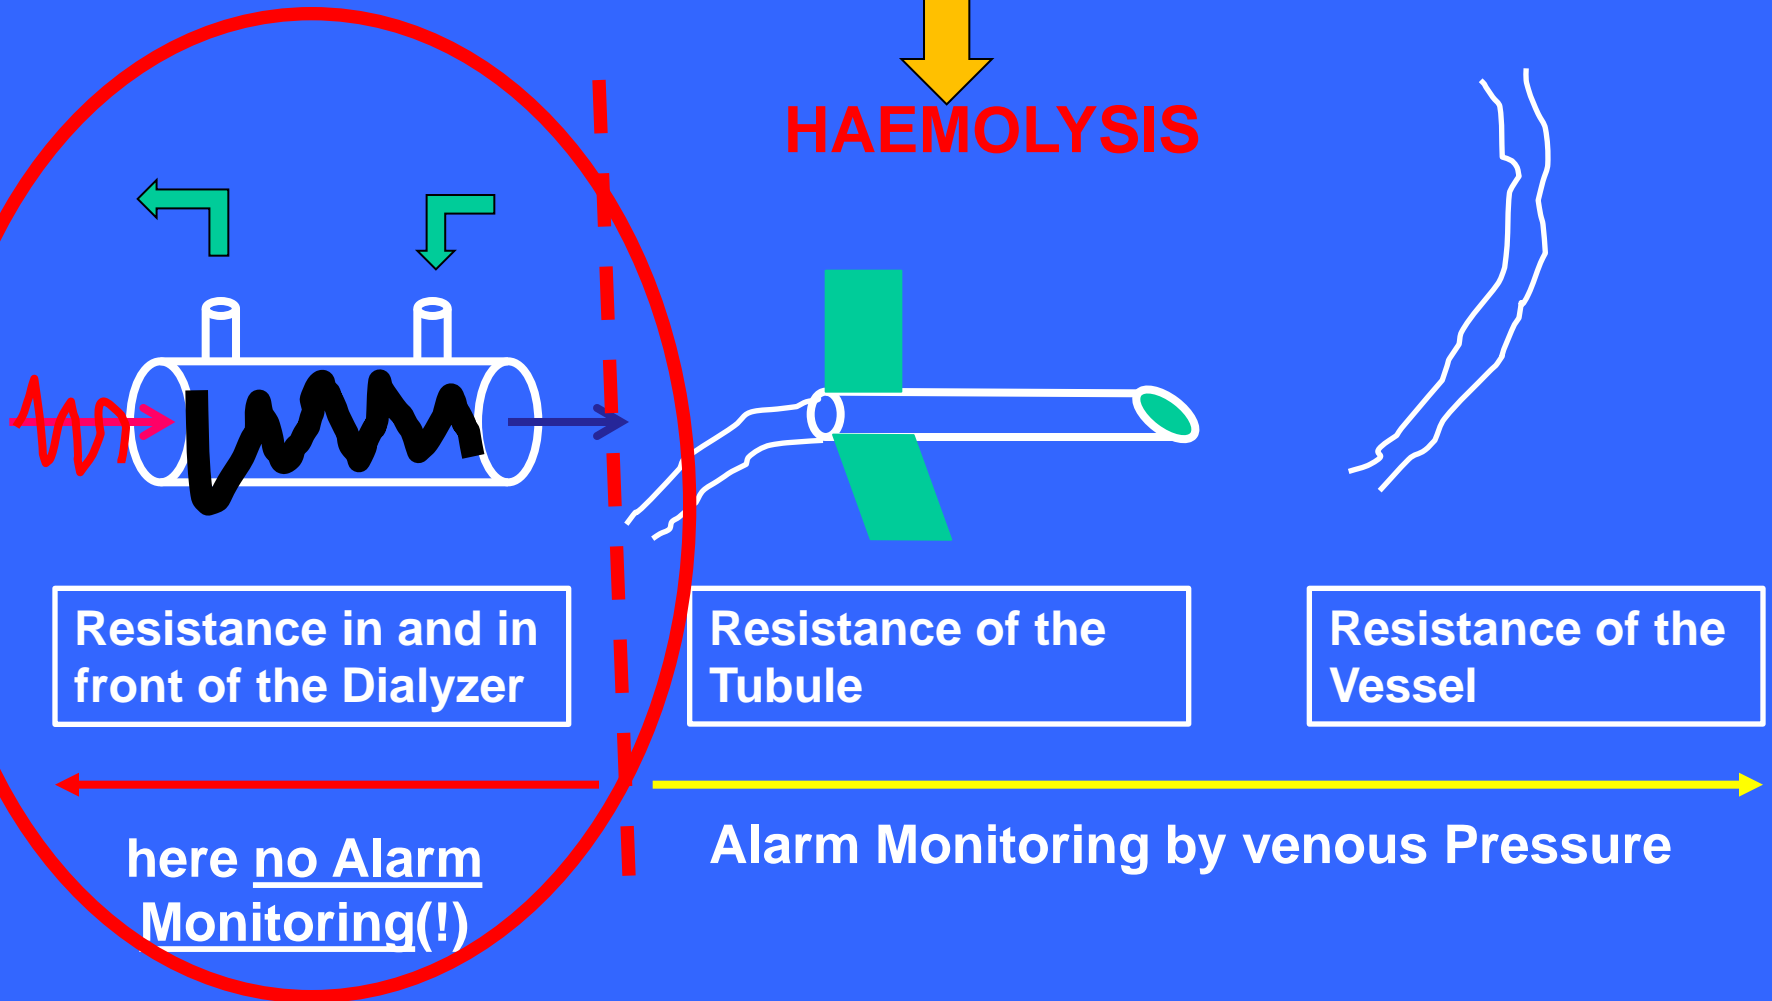 HAEMOLYSIS
Resistance in and in
front of the Dialyzer
Resistance of the
Tubule
Resistance of the
Vessel
here no Alarm
Monitoring(!)
Alarm Monitoring by venous Pressure